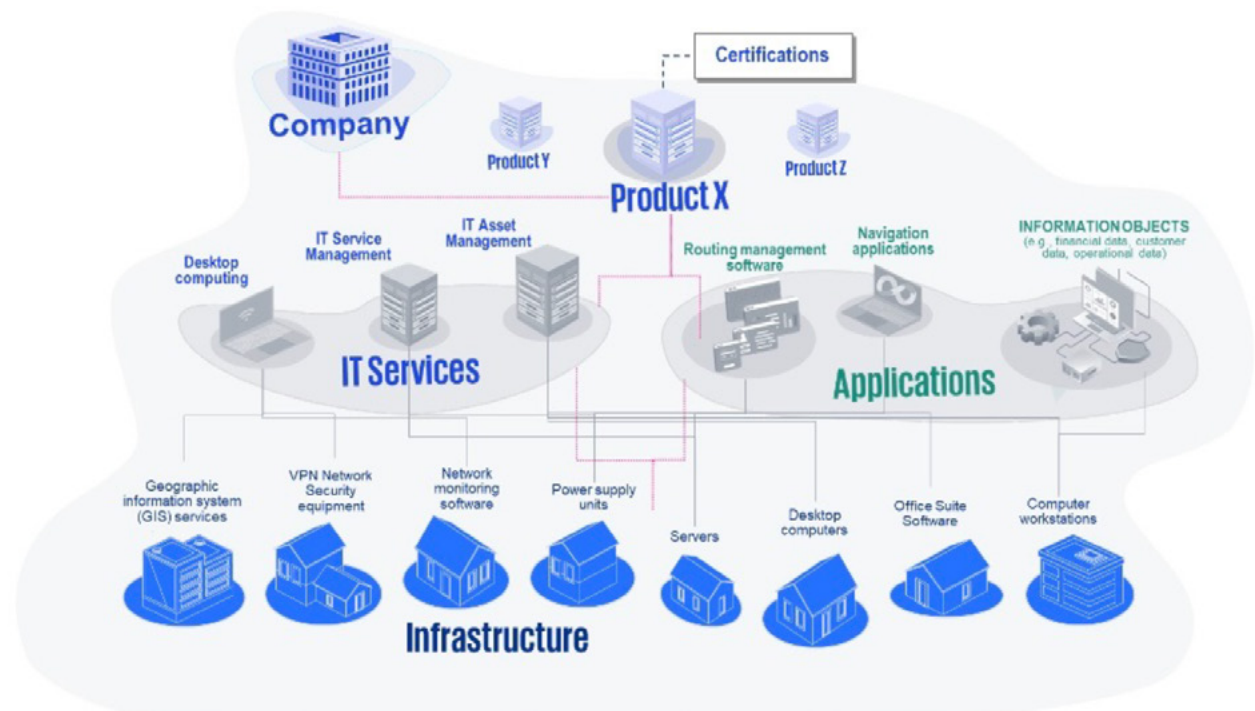 Certifications
Company
Product Y
Product X
Product Z
Desktop
computing
IT Service
Management
IT Asset
Management
Routing management
software
Navigation
applications
INFORMATION OBJECTS
(e.g., financial data, customer
data, operational data)
IT Services
Applications
Geographic
information system
(GIS) services
VPN Network
Security
equipment
Network
monitoring
software
Power supply
units
Servers
Desktop
computers
Office Suite
Software
Computer
workstations
Infrastructure